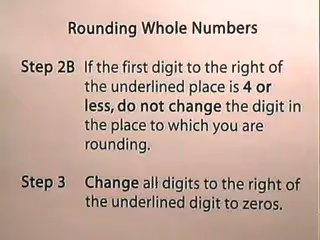 Rounding Whole Numbers
Step 2B If the first digit to the right of
the underlined place is 4 or
less, do not change the digit in
the place to which you are
rounding.
Step 3 Change all digits to the right of
the underlined digit to zeros.